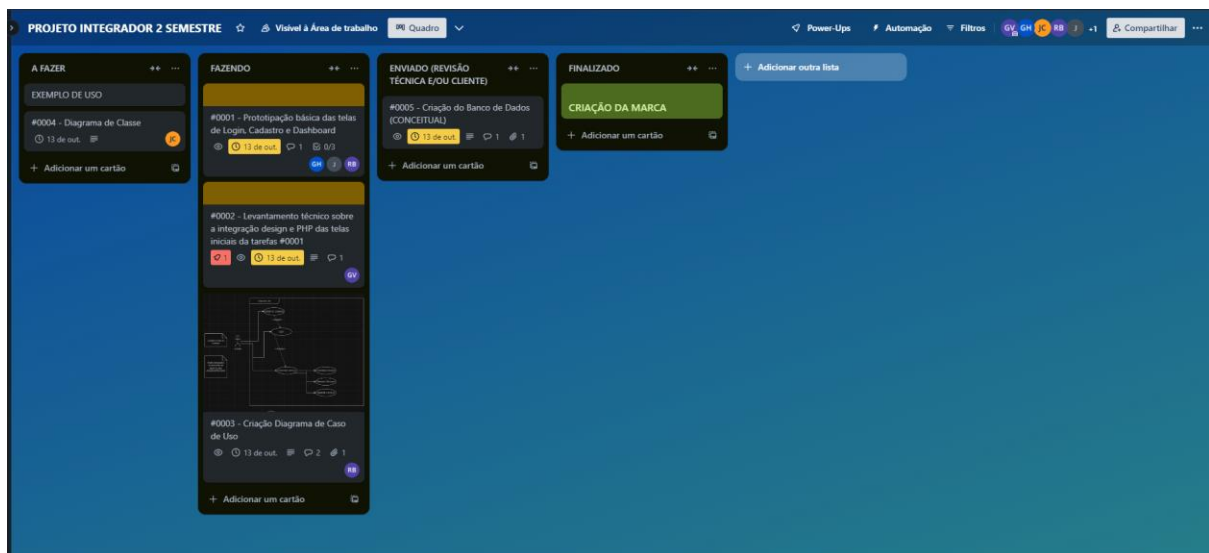 PROJETO INTEGRADOR 2 SEMESTRE
Visível à Área de trabalho
Quadro
Power-Ups
Automação
Filtros
GV
GH
JC
RB
J
+1
Compartilhar
A FAZER
EXEMPLO DE USO
#0004 - Diagrama de Classe
13 de out.
JC
+ Adicionar um cartão
FAZENDO
#0001 - Prototipação básica das telas
de Login, Cadastro e Dashboard
13 de out. 1 0/3
GH J RB
#0002 - Levantamento técnico sobre
a integração design e PHP das telas
iniciais da tarefas #0001
1 13 de out. 1
GV
#0003 - Criação Diagrama de Caso
de Uso
13 de out. 2 1
RB
+ Adicionar um cartão
ENVIADO (REVISÃO
TÉCNICA E/OU CLIENTE)
#0005 - Criação do Banco de Dados
(CONCEITUAL)
13 de out. 1 1
+ Adicionar um cartão
FINALIZADO
CRIAÇÃO DA MARCA
+ Adicionar um cartão
+ Adicionar outra lista